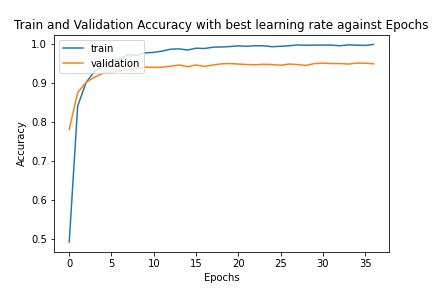 Train and Validation Accuracy with best learning rate against Epochs
train
validation
Accuracy
1.0
0.9
0.8
0.7
0.6
0.5
0 5 10 15 20 25 30 35
Epochs